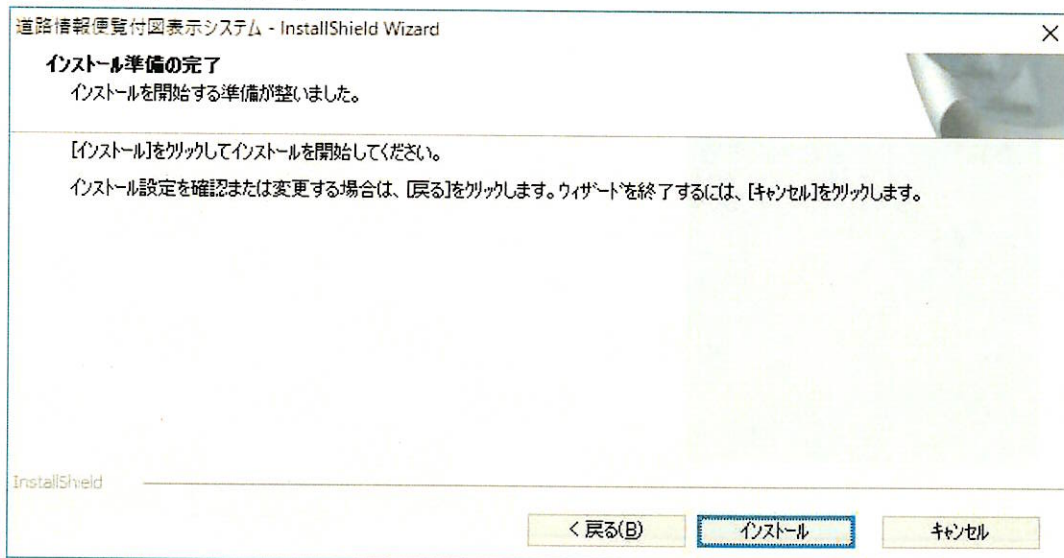 道路情報便覧付図表示システム - InstallShield Wizard
インストール準備の完了
インストールを開始する準備が整いました。
[インストール]をクリックしてインストールを開始してください。
インストール設定を確認または変更する場合は、[戻る]をクリックします。ウィザードを終了するには、[キャンセル]をクリックします。
InstallShield
< 戻る(B)
インストール
キャンセル